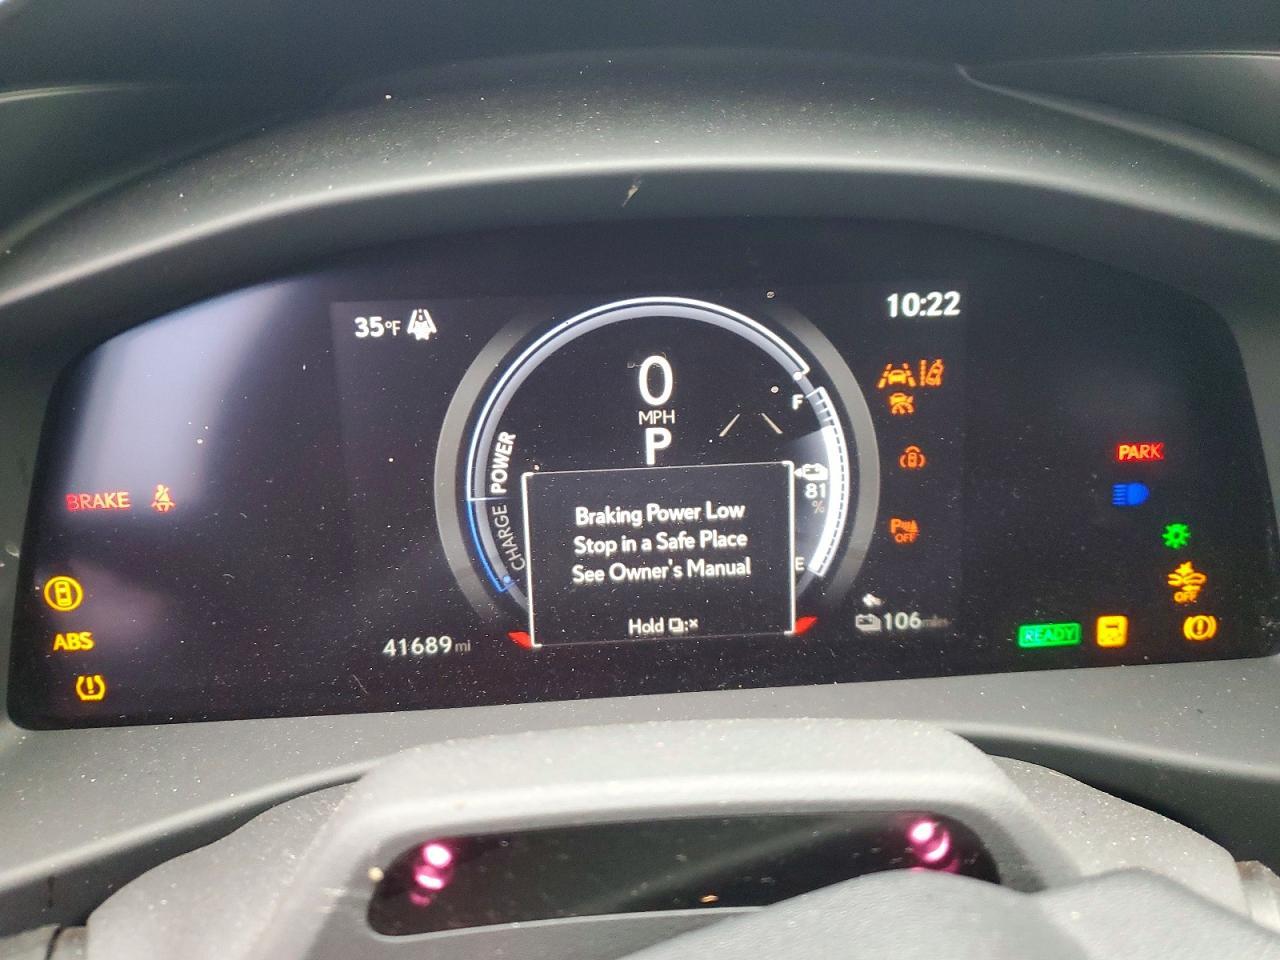 35°F
10:22
0
MPH
P
F
POWER
CHARGE
81
%
E
BRAKE
PARK
Braking Power Low
Stop in a Safe Place
See Owner's Manual
Hold :×
OFF
OFF
ABS
41689 mi
106 miles
READY